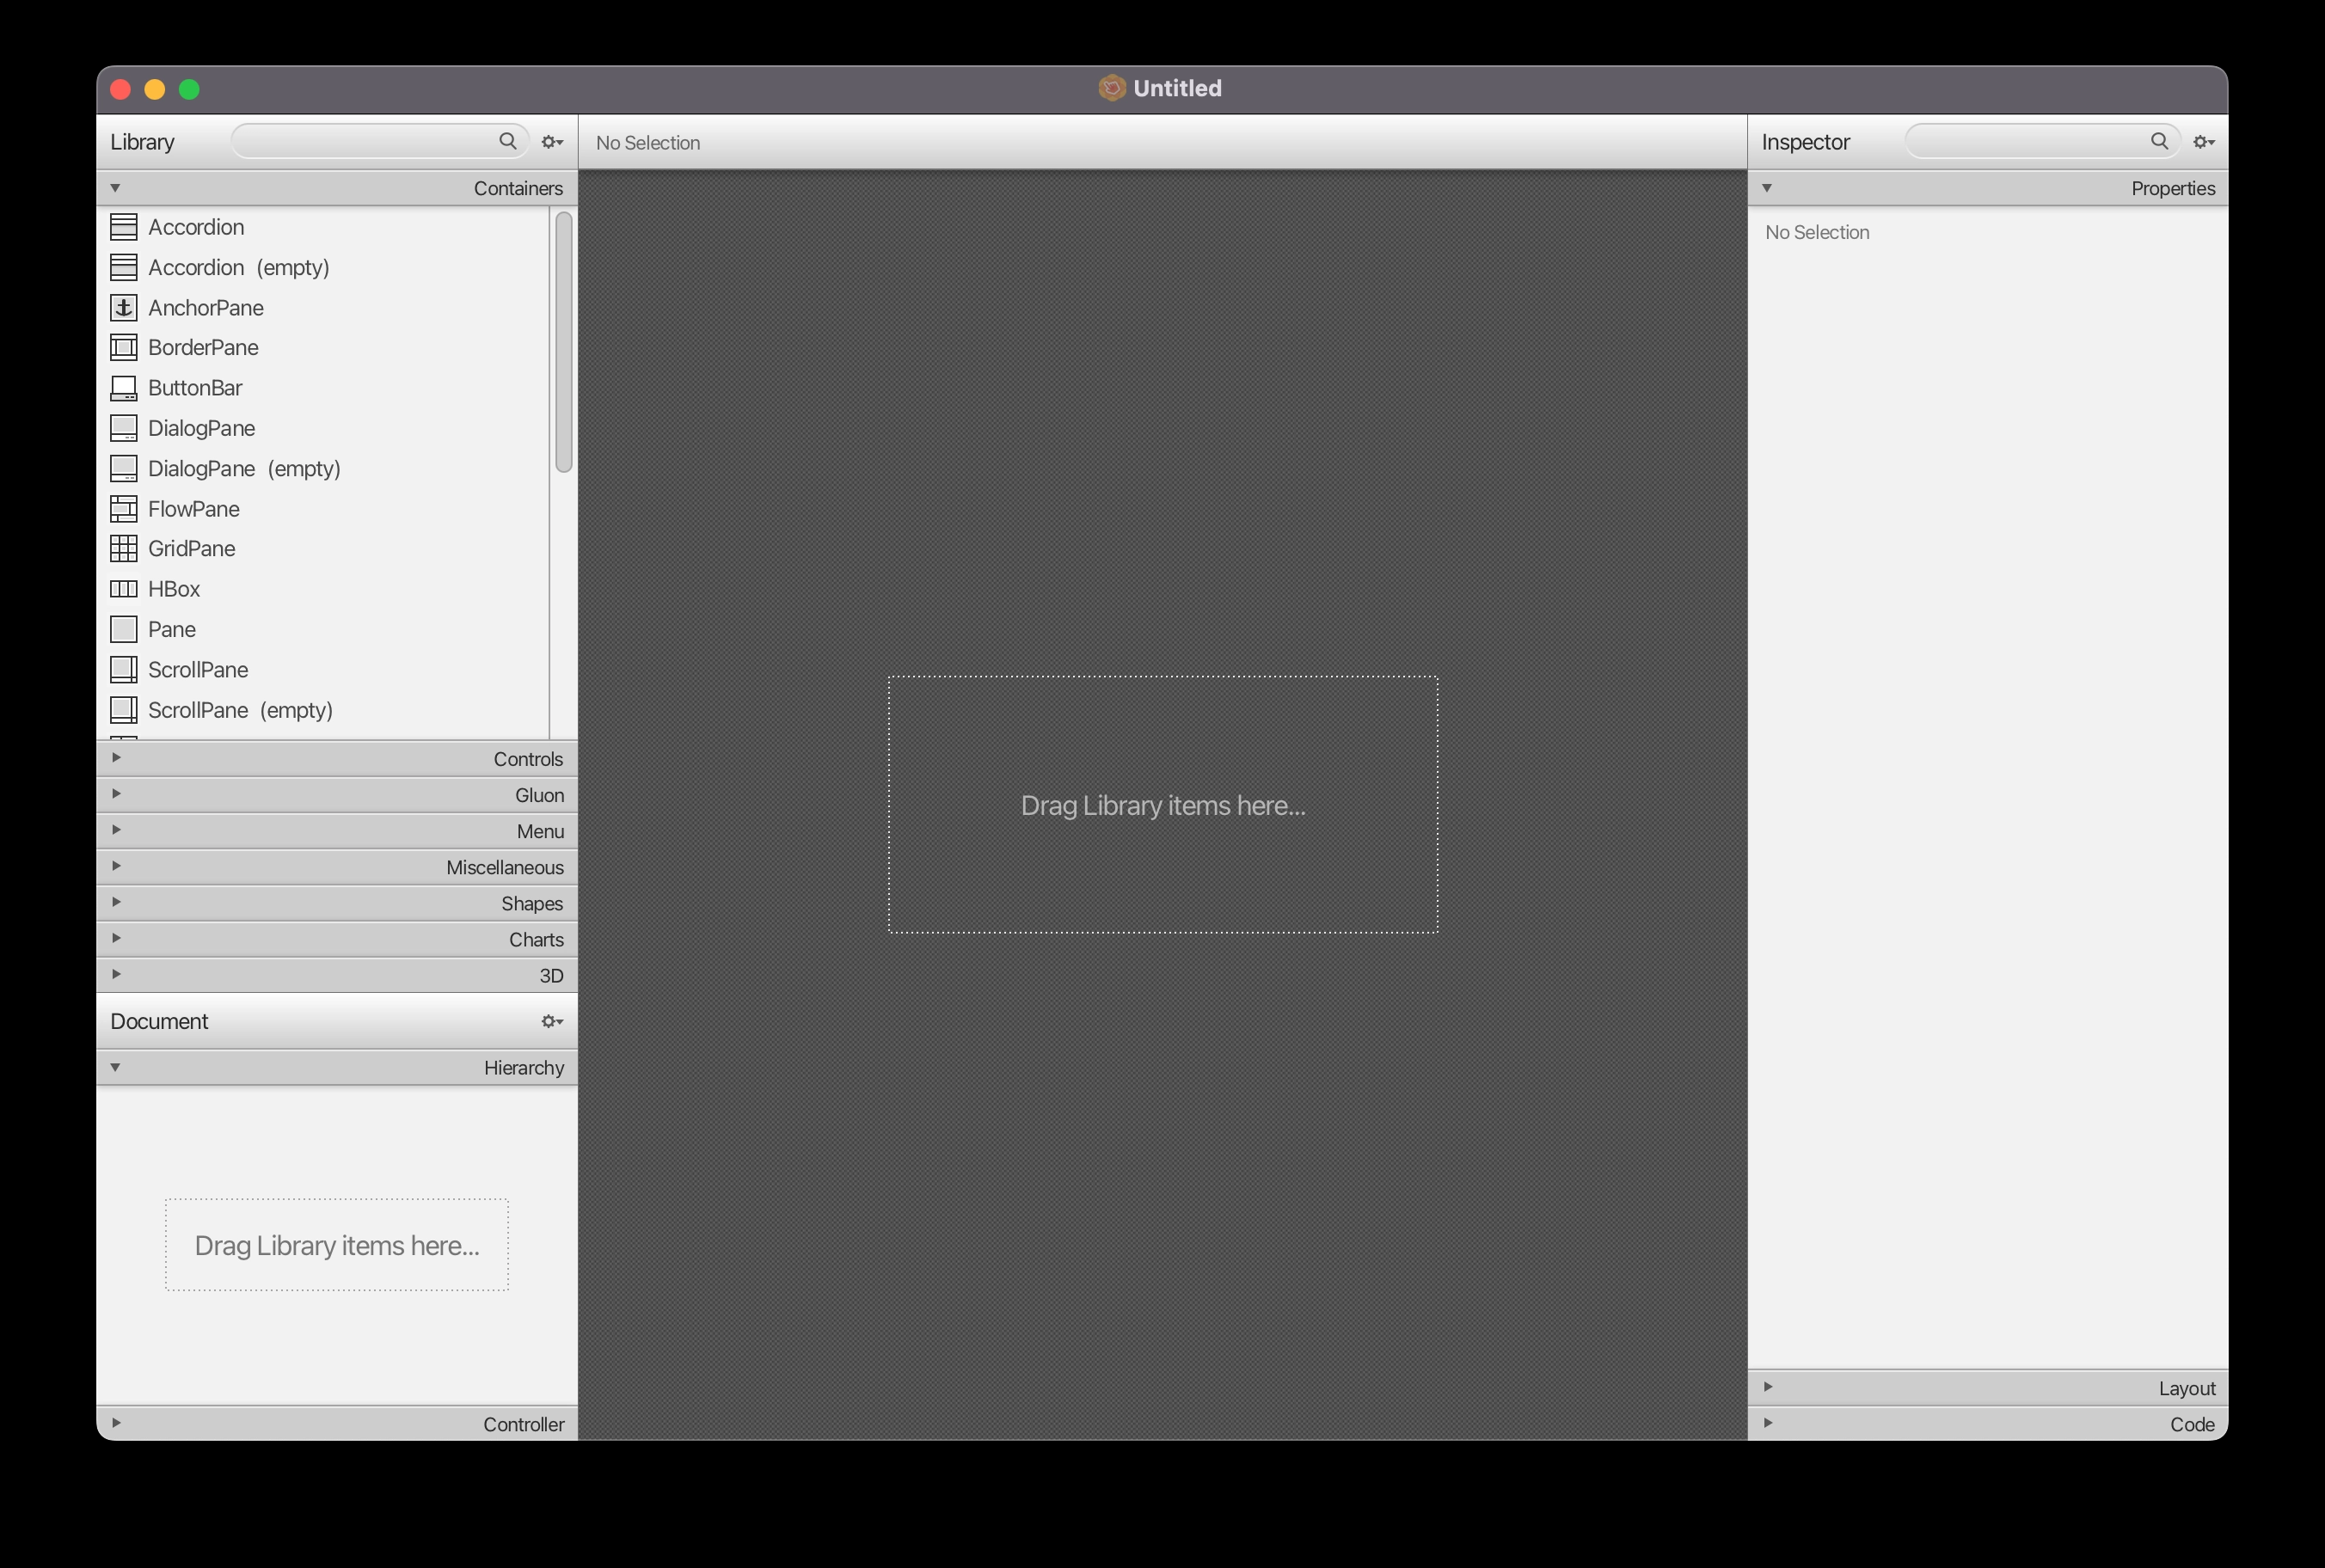 Untitled
Library
No Selection
Inspector
Containers
Properties
Accordion
Accordion (empty)
AnchorPane
BorderPane
ButtonBar
DialogPane
DialogPane (empty)
FlowPane
GridPane
HBox
Pane
ScrollPane
ScrollPane (empty)
Controls
Gluon
Menu
Miscellaneous
Shapes
Charts
3D
Document
Hierarchy
Drag Library items here...
Controller
Drag Library items here...
No Selection
Layout
Code